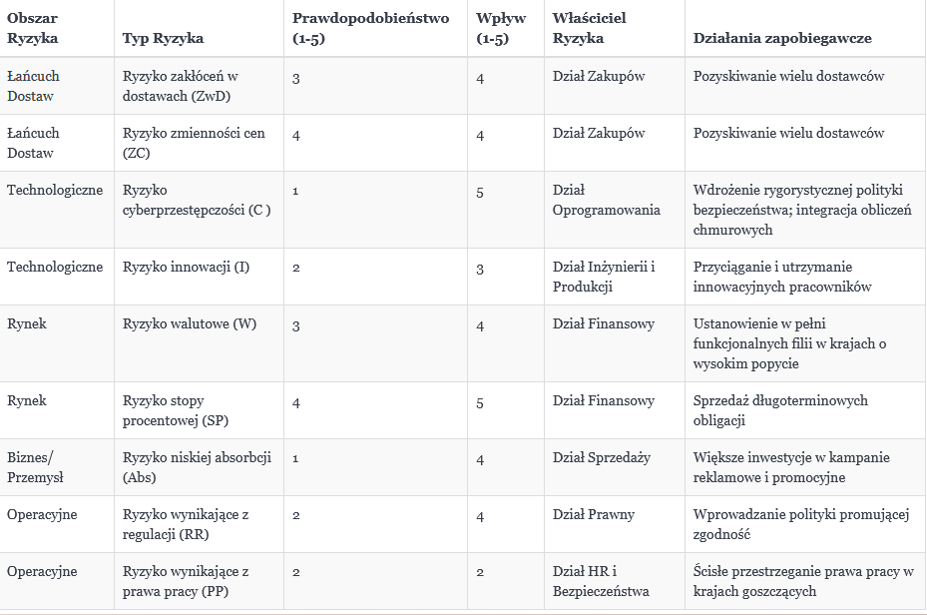 Obszar Ryzyka | Typ Ryzyka | Prawdopodobieństwo (1-5) | Wpływ (1-5) | Właściciel Ryzyka | Działania zapobiegawcze
Łańcuch Dostaw | Ryzyko zakłóceń w dostawach (ZwD) | 3 | 4 | Dział Zakupów | Pozyskiwanie wielu dostawców
Łańcuch Dostaw | Ryzyko zmienności cen (ZC) | 4 | 4 | Dział Zakupów | Pozyskiwanie wielu dostawców
Technologiczne | Ryzyko cyberprzestępczości (C ) | 1 | 5 | Dział Oprogramowania | Wdrożenie rygorystycznej polityki bezpieczeństwa; integracja obliczeń chmurowych
Technologiczne | Ryzyko innowacji (I) | 2 | 3 | Dział Inżynierii i Produkcji | Przyciąganie i utrzymanie innowacyjnych pracowników
Rynek | Ryzyko walutowe (W) | 3 | 4 | Dział Finansowy | Ustanowienie w pełni funkcjonalnych filii w krajach o wysokim popycie
Rynek | Ryzyko stopy procentowej (SP) | 4 | 5 | Dział Finansowy | Sprzedaż długoterminowych obligacji
Biznes/ Przemysł | Ryzyko niskiej absorbcji (Abs) | 1 | 4 | Dział Sprzedaży | Większe inwestycje w kampanie reklamowe i promocyjne
Operacyjne | Ryzyko wynikające z regulacji (RR) | 2 | 4 | Dział Prawny | Wprowadzanie polityki promującej zgodność
Operacyjne | Ryzyko wynikające z prawa pracy (PP) | 2 | 2 | Dział HR i Bezpieczeństwa | Ścisłe przestrzeganie prawa pracy w krajach goszczących